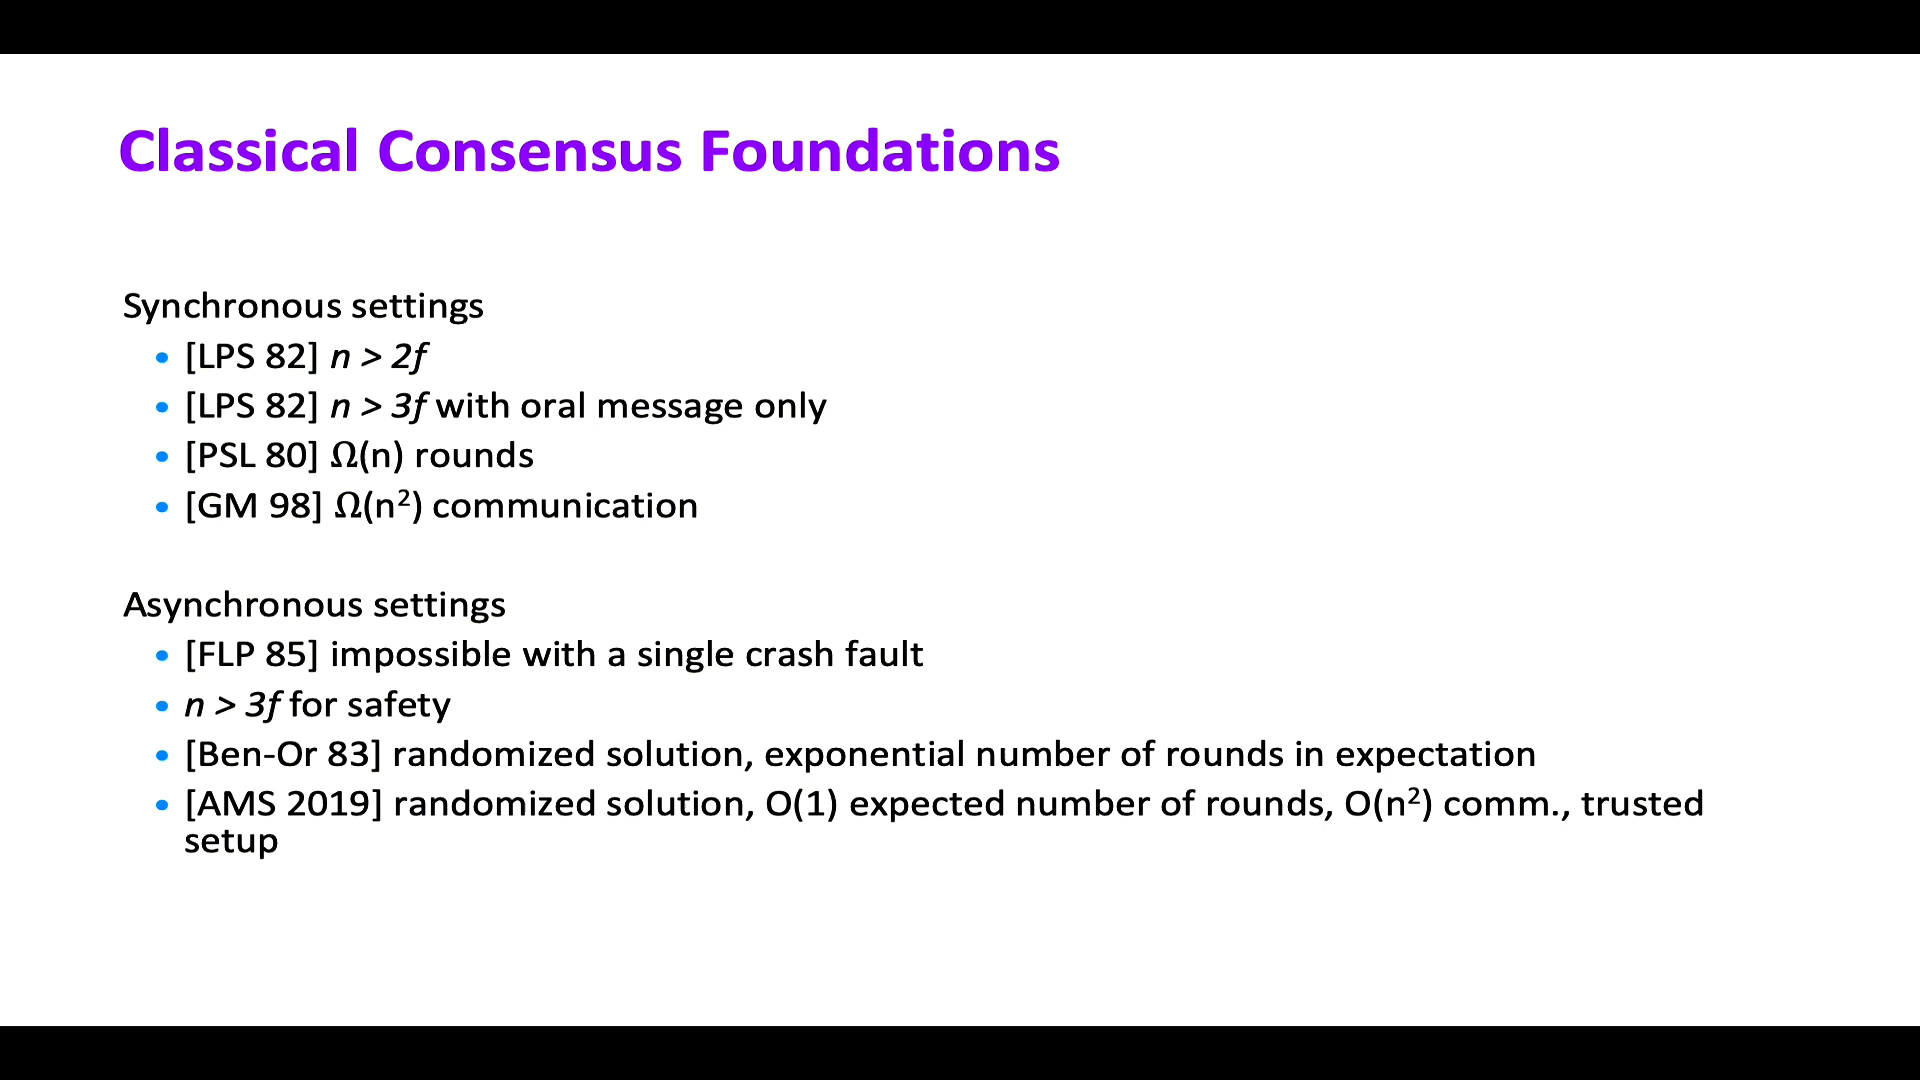 Classical Consensus Foundations
Synchronous settings
• [LPS 82] n > 2f
• [LPS 82] n > 3f with oral message only
• [PSL 80] Ω(n) rounds
• [GM 98] Ω(n²) communication
Asynchronous settings
• [FLP 85] impossible with a single crash fault
• n > 3f for safety
• [Ben-Or 83] randomized solution, exponential number of rounds in expectation
• [AMS 2019] randomized solution, O(1) expected number of rounds, O(n²) comm., trusted
setup